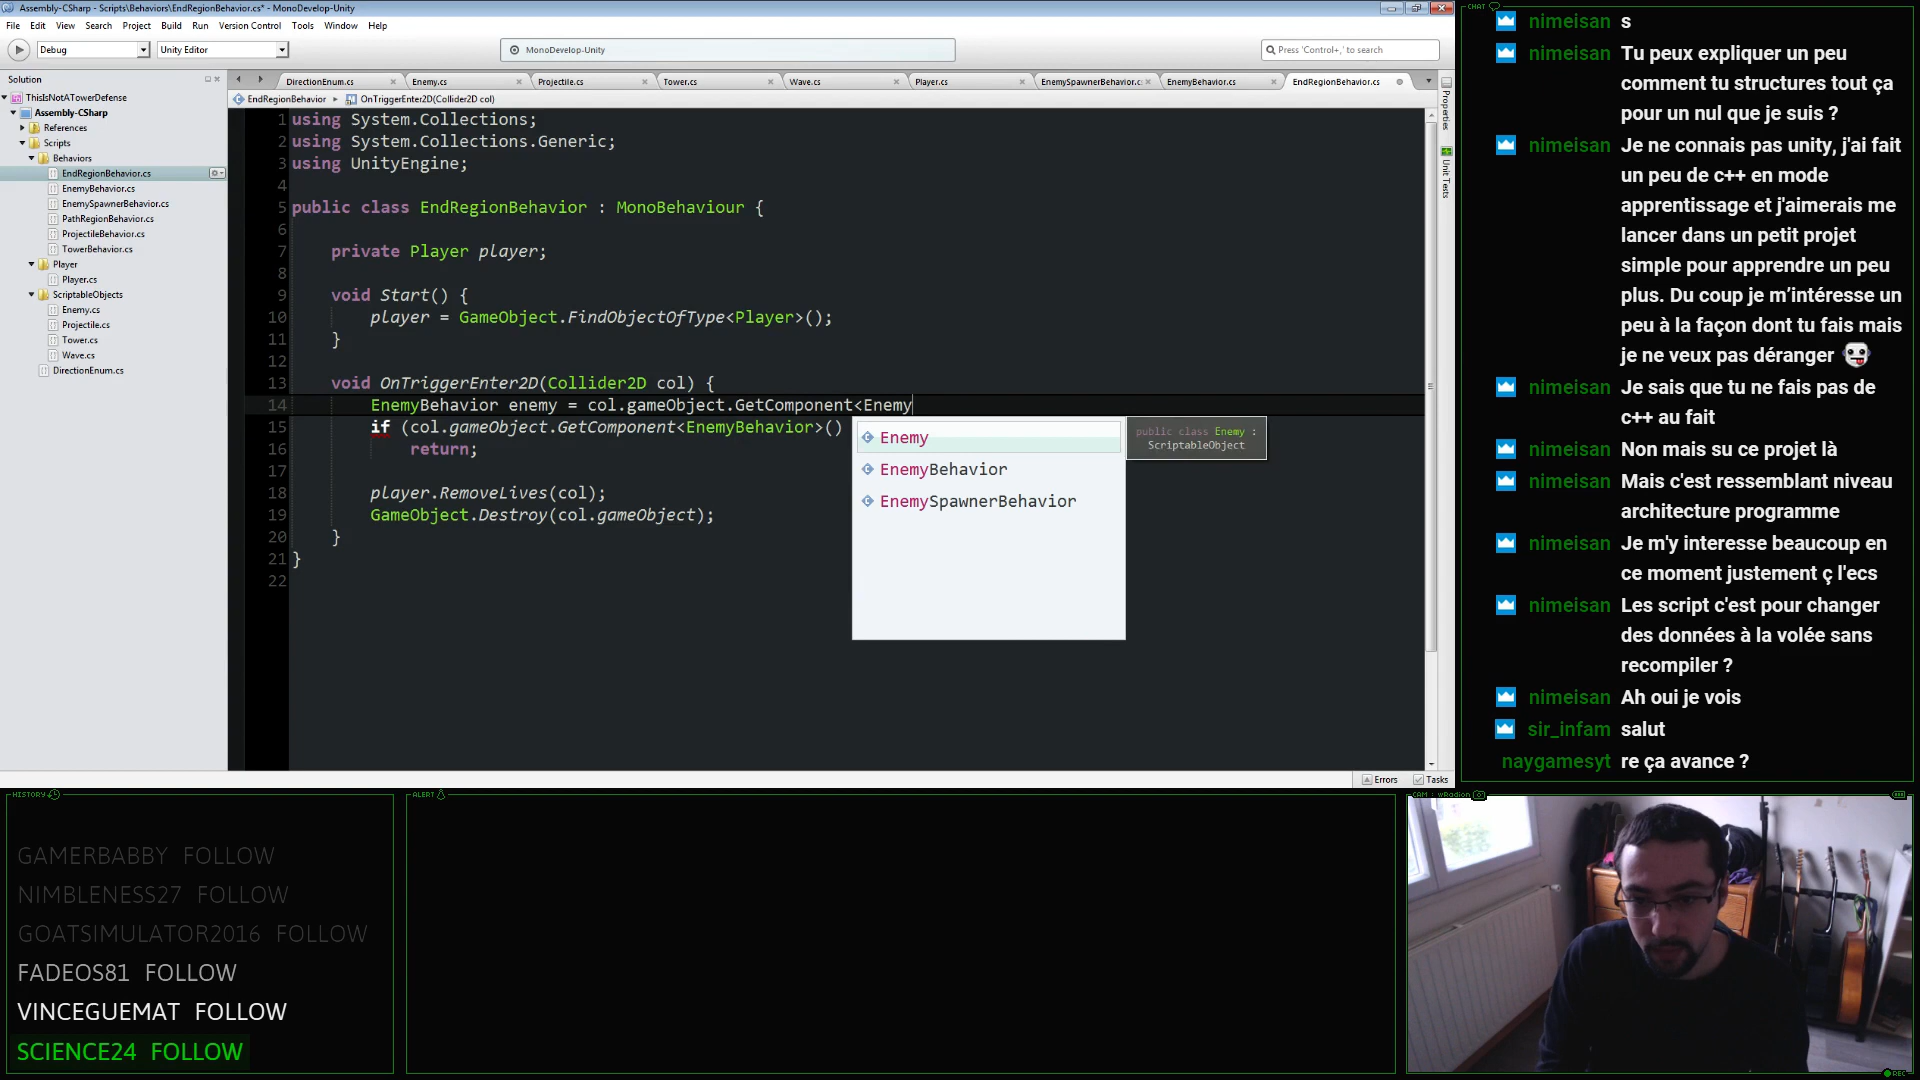 Assembly-CSharp - Scripts\Behaviors\EndRegionBehavior.cs* - MonoDevelop-Unity
File Edit View Search Project Build Run Version Control Tools Window Help
Debug
Unity Editor
MonoDevelop-Unity
Press 'Control+,' to search
Solution
ThisIsNotATowerDefense
Assembly-CSharp
References
Scripts
Behaviors
EndRegionBehavior.cs
EnemyBehavior.cs
EnemySpawnerBehavior.cs
PathRegionBehavior.cs
ProjectileBehavior.cs
TowerBehavior.cs
Player
Player.cs
ScriptableObjects
Enemy.cs
Projectile.cs
Tower.cs
Wave.cs
DirectionEnum.cs
DirectionEnum.cs Enemy.cs Projectile.cs Tower.cs Wave.cs Player.cs EnemySpawnerBehavior.c EnemyBehavior.cs EndRegionBehavior.cs
EndRegionBehavior OnTriggerEnter2D(Collider2D col)
1 using System.Collections;
2 using System.Collections.Generic;
3 using UnityEngine;
4
5 public class EndRegionBehavior : MonoBehaviour {
6
7 private Player player;
8
9 void Start() {
10 player = GameObject.FindObjectOfType<Player>();
11 }
12
13 void OnTriggerEnter2D(Collider2D col) {
14 EnemyBehavior enemy = col.gameObject.GetComponent<Enemy
15 if (col.gameObject.GetComponent<EnemyBehavior>()
16 return;
17
18 player.RemoveLives(col);
19 GameObject.Destroy(col.gameObject);
20 }
21 }
22
Enemy
EnemyBehavior
EnemySpawnerBehavior
public class Enemy :
ScriptableObject
Properties
Unit Tests
Errors
Tasks
CHAT
nimeisan s
nimeisan Tu peux expliquer un peu
comment tu structures tout ça
pour un nul que je suis ?
nimeisan Je ne connais pas unity, j'ai fait
un peu de c++ en mode
apprentissage et j'aimerais me
lancer dans un petit projet
simple pour apprendre un peu
plus. Du coup je m'intéresse un
peu à la façon dont tu fais mais
je ne veux pas déranger
nimeisan Je sais que tu ne fais pas de
c++ au fait
nimeisan Non mais su ce projet là
nimeisan Mais c'est ressemblant niveau
architecture programme
nimeisan Je m'y interesse beaucoup en
ce moment justement ç l'ecs
nimeisan Les script c'est pour changer
des données à la volée sans
recompiler ?
nimeisan Ah oui je vois
sir_infam salut
naygamesyt re ça avance ?
HISTORY
GAMERBABBY FOLLOW
NIMBLENESS27 FOLLOW
GOATSIMULATOR2016 FOLLOW
FADEOS81 FOLLOW
VINCEGUEMAT FOLLOW
SCIENCE24 FOLLOW
ALERT
CAM : wRadion
REC